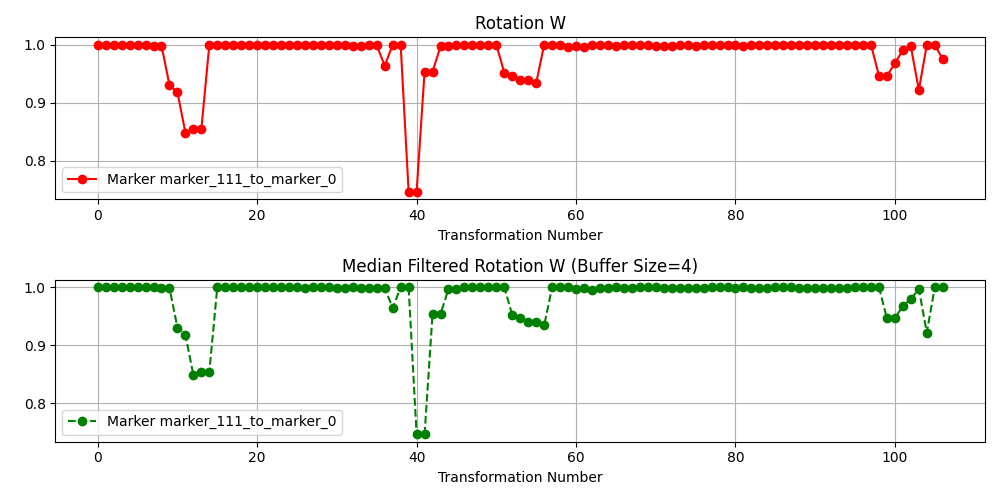 Rotation W
1.0
0.9
0.8
Marker marker_111_to_marker_0
0 20 40 60 80 100
Transformation Number
Median Filtered Rotation W (Buffer Size=4)
1.0
0.9
0.8
Marker marker_111_to_marker_0
0 20 40 60 80 100
Transformation Number